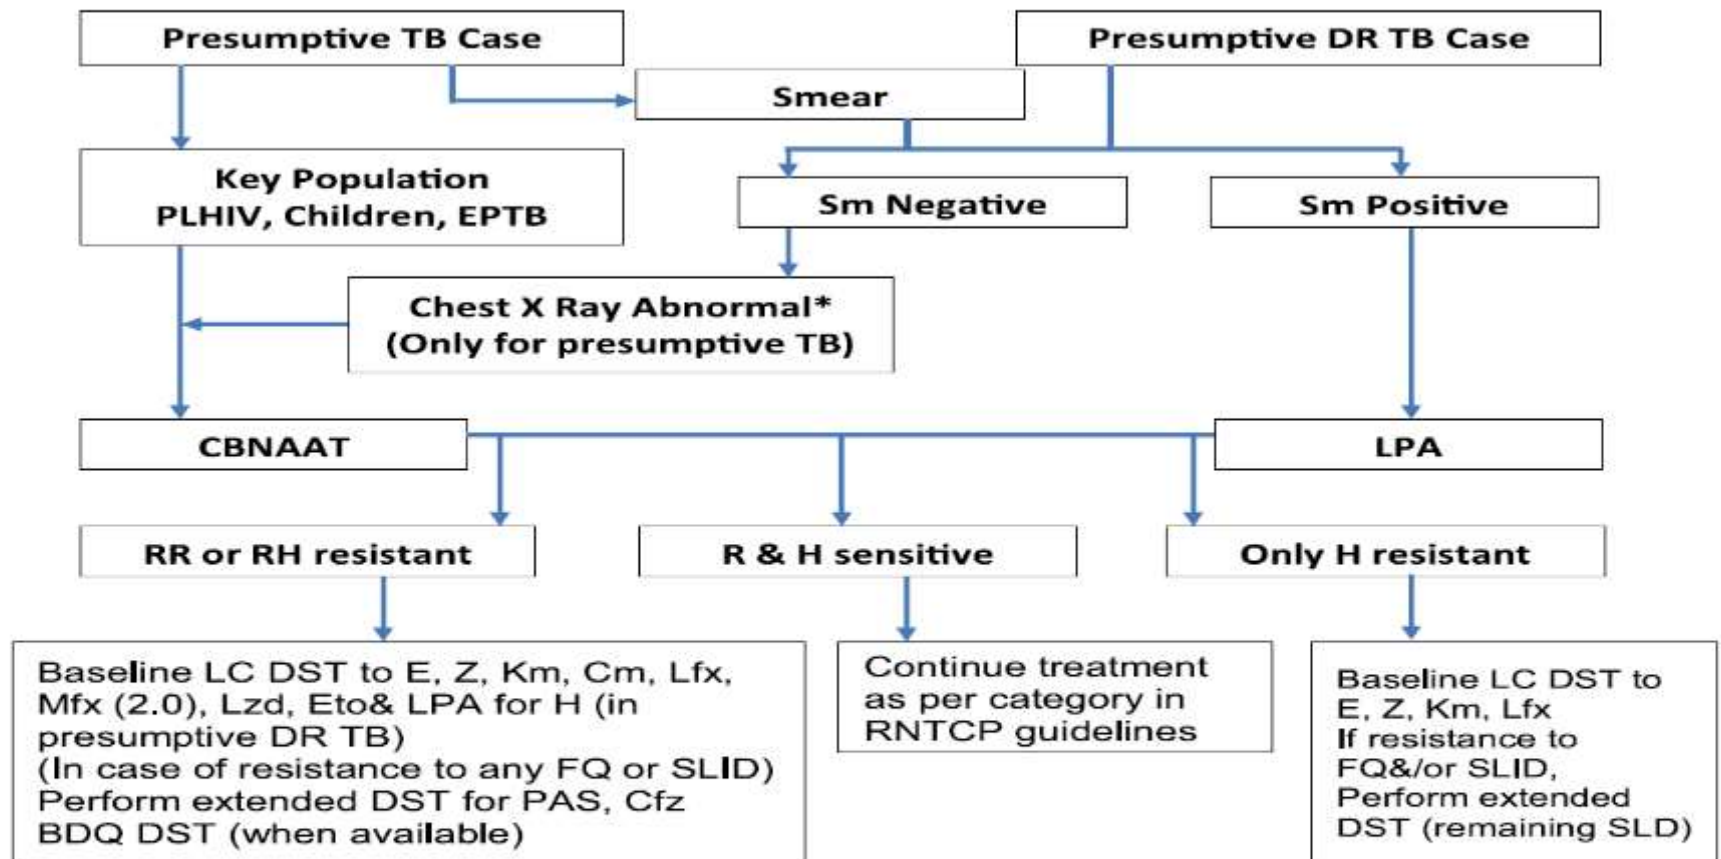 Presumptive TB Case
Presumptive DR TB Case
Smear
Key Population
PLHIV, Children, EPTB
Sm Negative
Sm Positive
Chest X Ray Abnormal*
(Only for presumptive TB)
CBNAAT
LPA
RR or RH resistant
R & H sensitive
Only H resistant
Baseline LC DST to E, Z, Km, Cm, Lfx,
Mfx (2.0), Lzd, Eto& LPA for H (in
presumptive DR TB)
(In case of resistance to any FQ or SLID)
Perform extended DST for PAS, Cfz
BDQ DST (when available)
Continue treatment
as per category in
RNTCP guidelines
Baseline LC DST to
E, Z, Km, Lfx
If resistance to
FQ&/or SLID,
Perform extended
DST (remaining SLD)